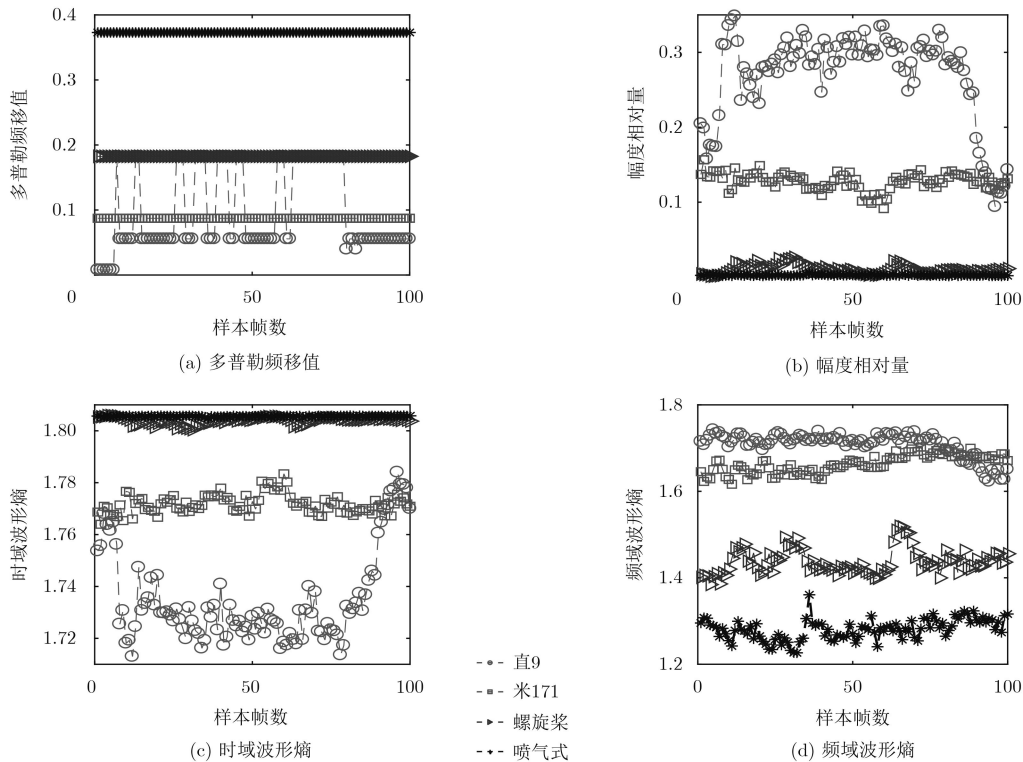 多普勒频移值
0.4
0.3
0.2
0.1
0
50
100
样本帧数
(a) 多普勒频移值
幅度相对量
0.3
0.2
0.1
0
50
100
样本帧数
(b) 幅度相对量
时域波形熵
1.80
1.78
1.76
1.74
1.72
0
50
100
样本帧数
(c) 时域波形熵
直9
米171
螺旋桨
喷气式
频域波形熵
1.8
1.6
1.4
1.2
0
50
100
样本帧数
(d) 频域波形熵